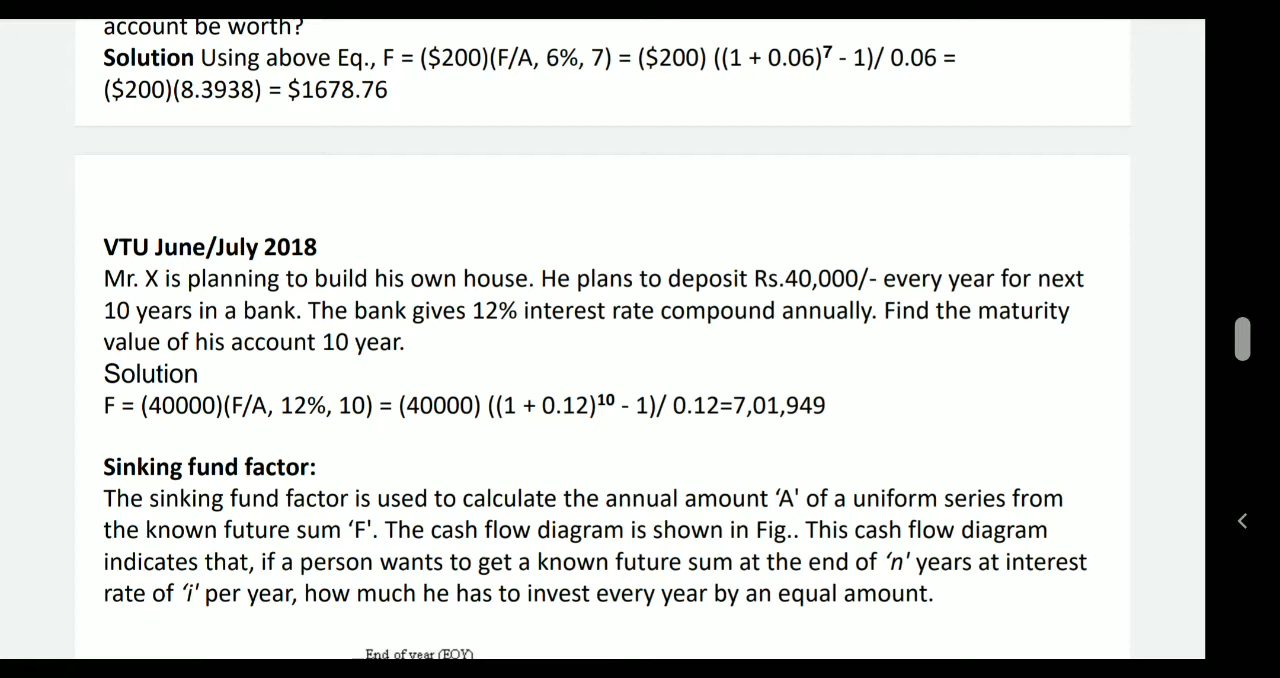 account be worth?
Solution Using above Eq., F = ($200)(F/A, 6%, 7) = ($200) ((1 + 0.06)⁷ - 1)/ 0.06 =
($200)(8.3938) = $1678.76
VTU June/July 2018
Mr. X is planning to build his own house. He plans to deposit Rs.40,000/- every year for next
10 years in a bank. The bank gives 12% interest rate compound annually. Find the maturity
value of his account 10 year.
Solution
F = (40000)(F/A, 12%, 10) = (40000) ((1 + 0.12)¹⁰ - 1)/ 0.12=7,01,949
Sinking fund factor:
The sinking fund factor is used to calculate the annual amount ‘A' of a uniform series from
the known future sum ‘F'. The cash flow diagram is shown in Fig.. This cash flow diagram
indicates that, if a person wants to get a known future sum at the end of ‘n' years at interest
rate of ‘i' per year, how much he has to invest every year by an equal amount.
End of year (EOY)